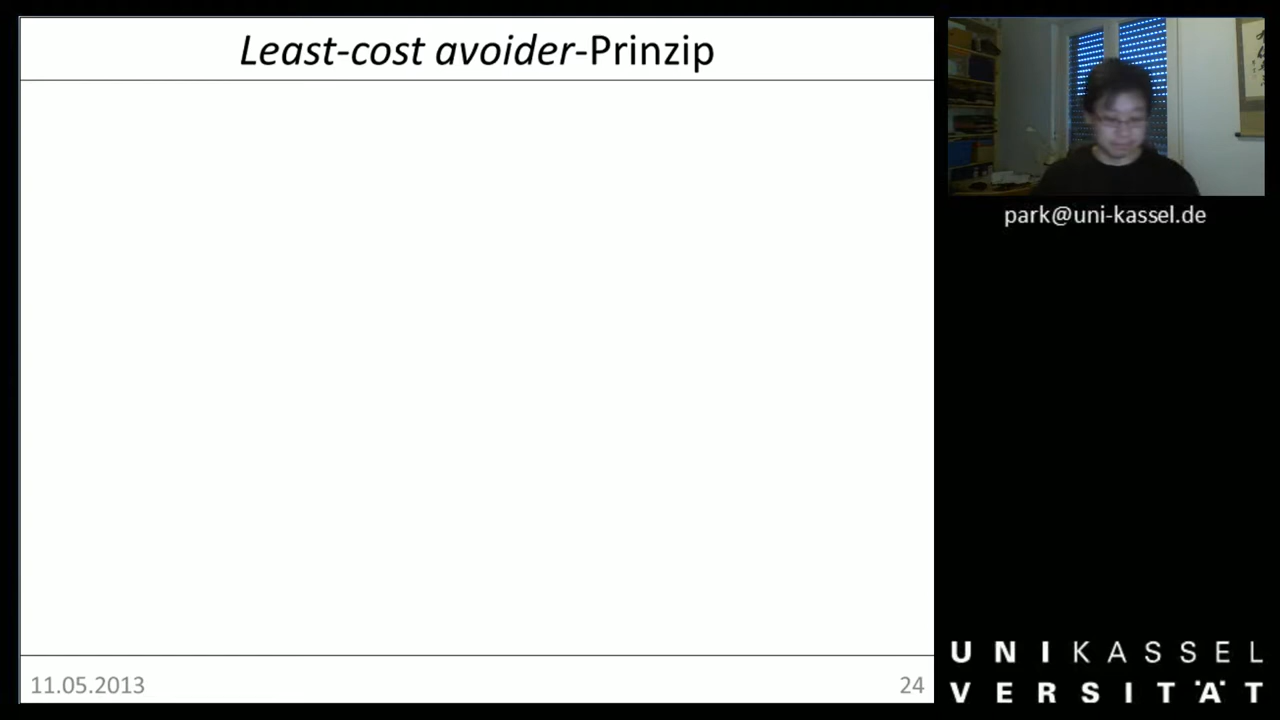 Least-cost avoider-Prinzip
park@uni-kassel.de
11.05.2013
24
UNIKASSEL
VERSITÄT